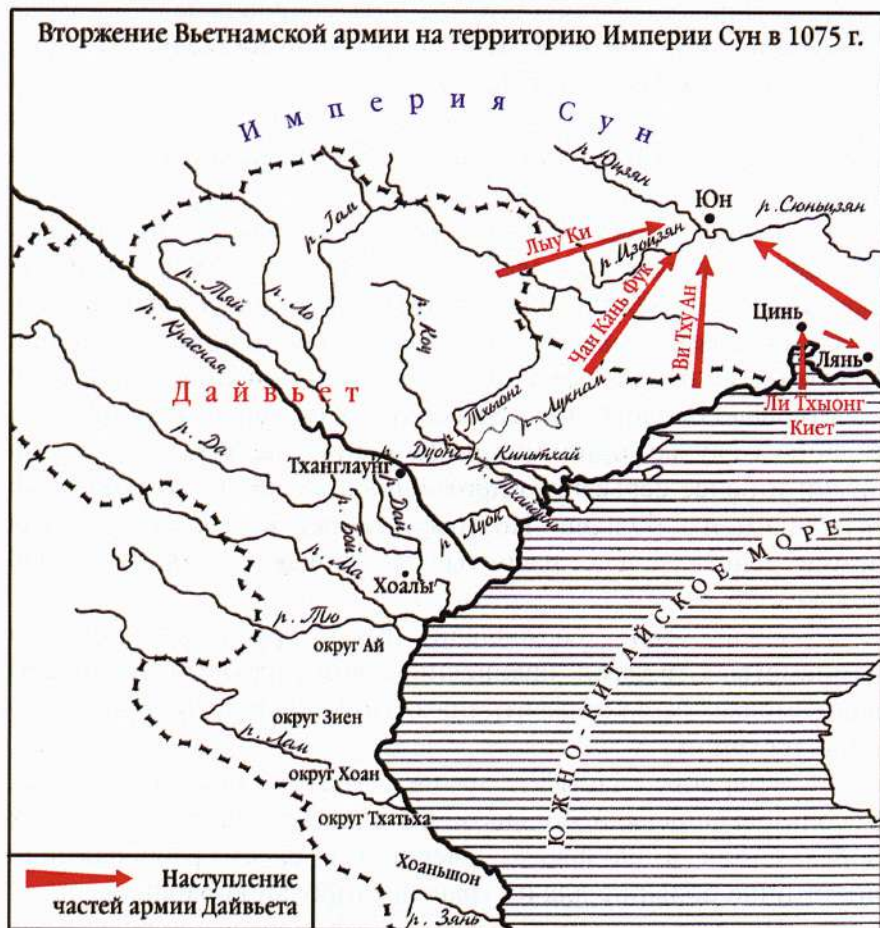 Вторжение Вьетнамской армии на территорию Империи Сун в 1075 г.
Империя Сун
р. Юцзян
Юн
р. Сюньцзян
р. Гам
Лыу Ки
р. Цзоцзян
р. Тяй
р. Ло
р. Коу
Чан Кань Фук
Ви Тху Ан
Цинь
Лянь
р. Красная
Дайвьет
р. Тхыонг
р. Лукнам
Ли Тхыонг
Киет
р. Да
р. Дуонг
р. Киньтхай
Тханглаунг
р. Дай
р. Бой
р. Луок
р. Ма
Хоалы
р. Тю
округ Ай
ЮЖНО-КИТАЙСКОЕ МОРЕ
округ Зиен
р. Лам
округ Хоан
округ Тхатьха
Хоаньшон
р. Зянь
Наступление
частей армии Дайвьета